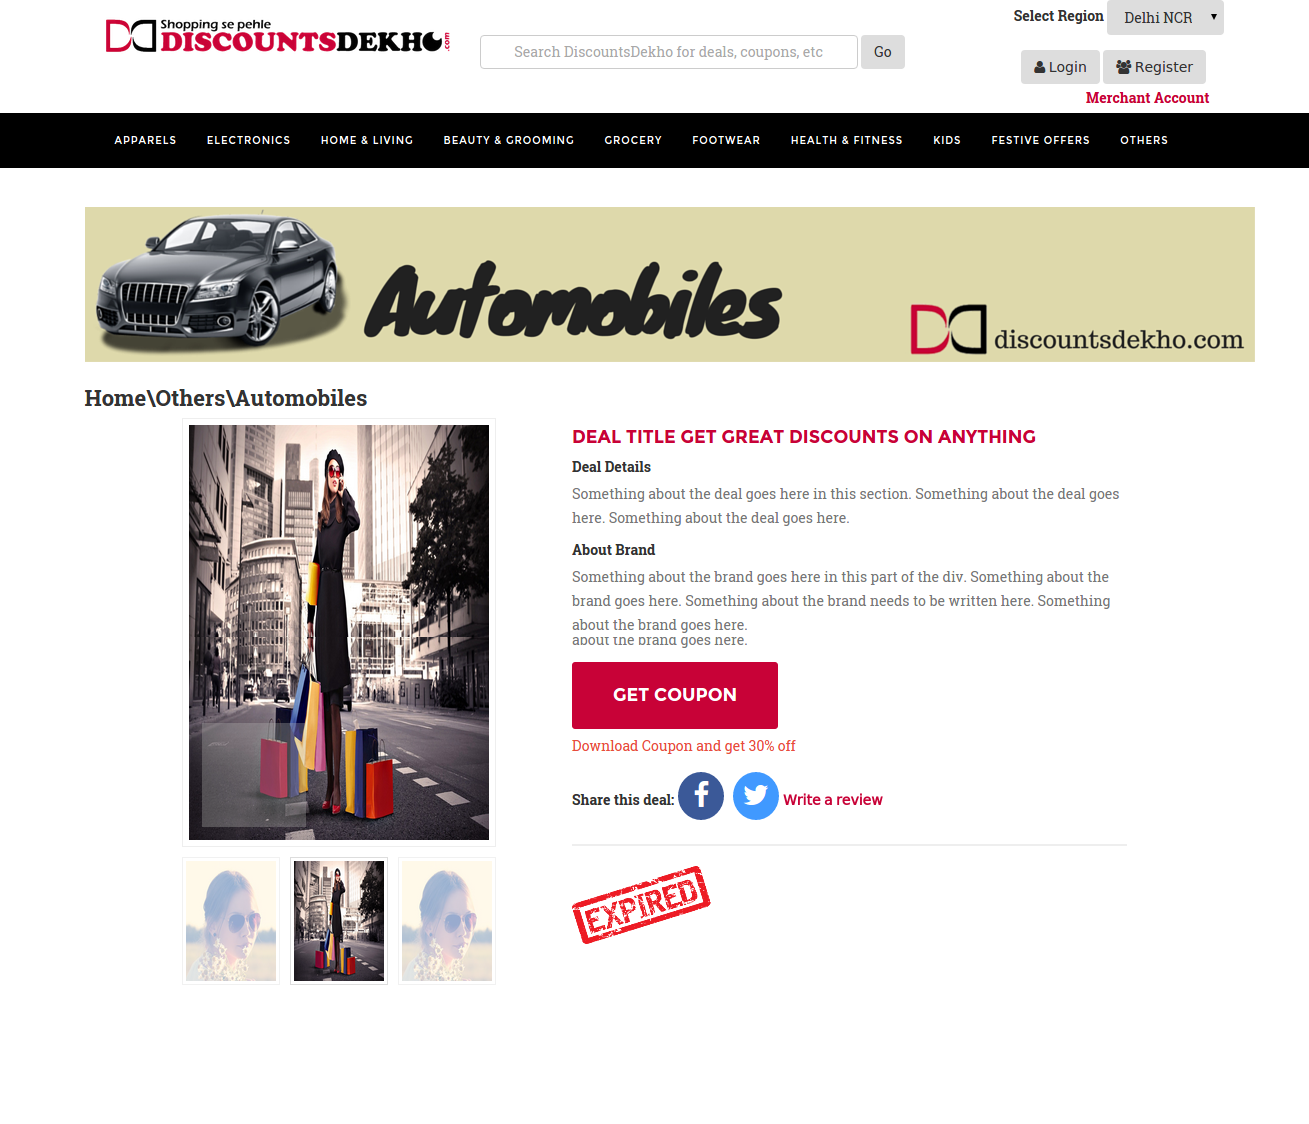 Shopping se pehle
DISCOUNTSDEKHO.com
Select Region
Delhi NCR
Search DiscountsDekho for deals, coupons, etc
Go
Login
Register
Merchant Account
APPARELS
ELECTRONICS
HOME & LIVING
BEAUTY & GROOMING
GROCERY
FOOTWEAR
HEALTH & FITNESS
KIDS
FESTIVE OFFERS
OTHERS
Automobiles
discountsdekho.com
Home\Others\Automobiles
DEAL TITLE GET GREAT DISCOUNTS ON ANYTHING
Deal Details
Something about the deal goes here in this section. Something about the deal goes
here. Something about the deal goes here.
About Brand
Something about the brand goes here in this part of the div. Something about the
brand goes here. Something about the brand needs to be written here. Something
about the brand goes here.
about the brand goes here.
GET COUPON
Download Coupon and get 30% off
Share this deal:
Write a review
EXPIRED